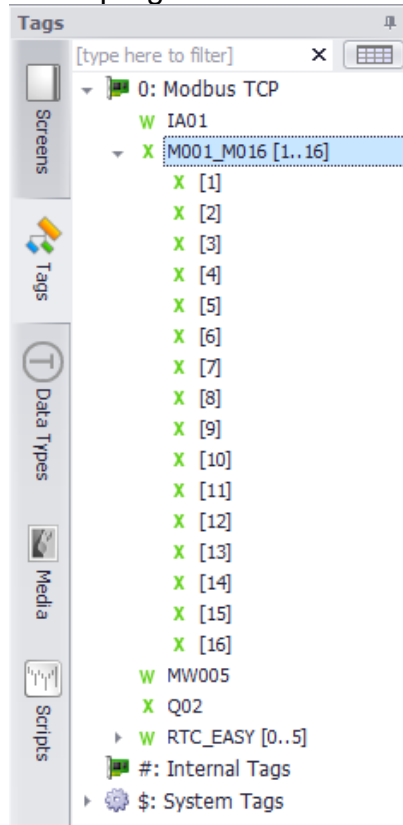 Tags
[type here to filter] x
0: Modbus TCP
W IA01
X M001_M016 [1..16]
X [1]
X [2]
X [3]
X [4]
X [5]
X [6]
X [7]
X [8]
X [9]
X [10]
X [11]
X [12]
X [13]
X [14]
X [15]
X [16]
W MW005
X Q02
W RTC_EASY [0..5]
#: Internal Tags
$: System Tags
Screens
Tags
T
Data Types
Media
Scripts